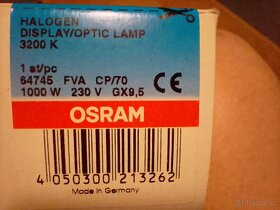 HALOGEN
DISPLAY/OPTIC LAMP
3200 K
1 st/pc
64745 FVA CP/70
1000 W 230 V GX9,5
CE
OSRAM
4 050300 213262
Made in Germany